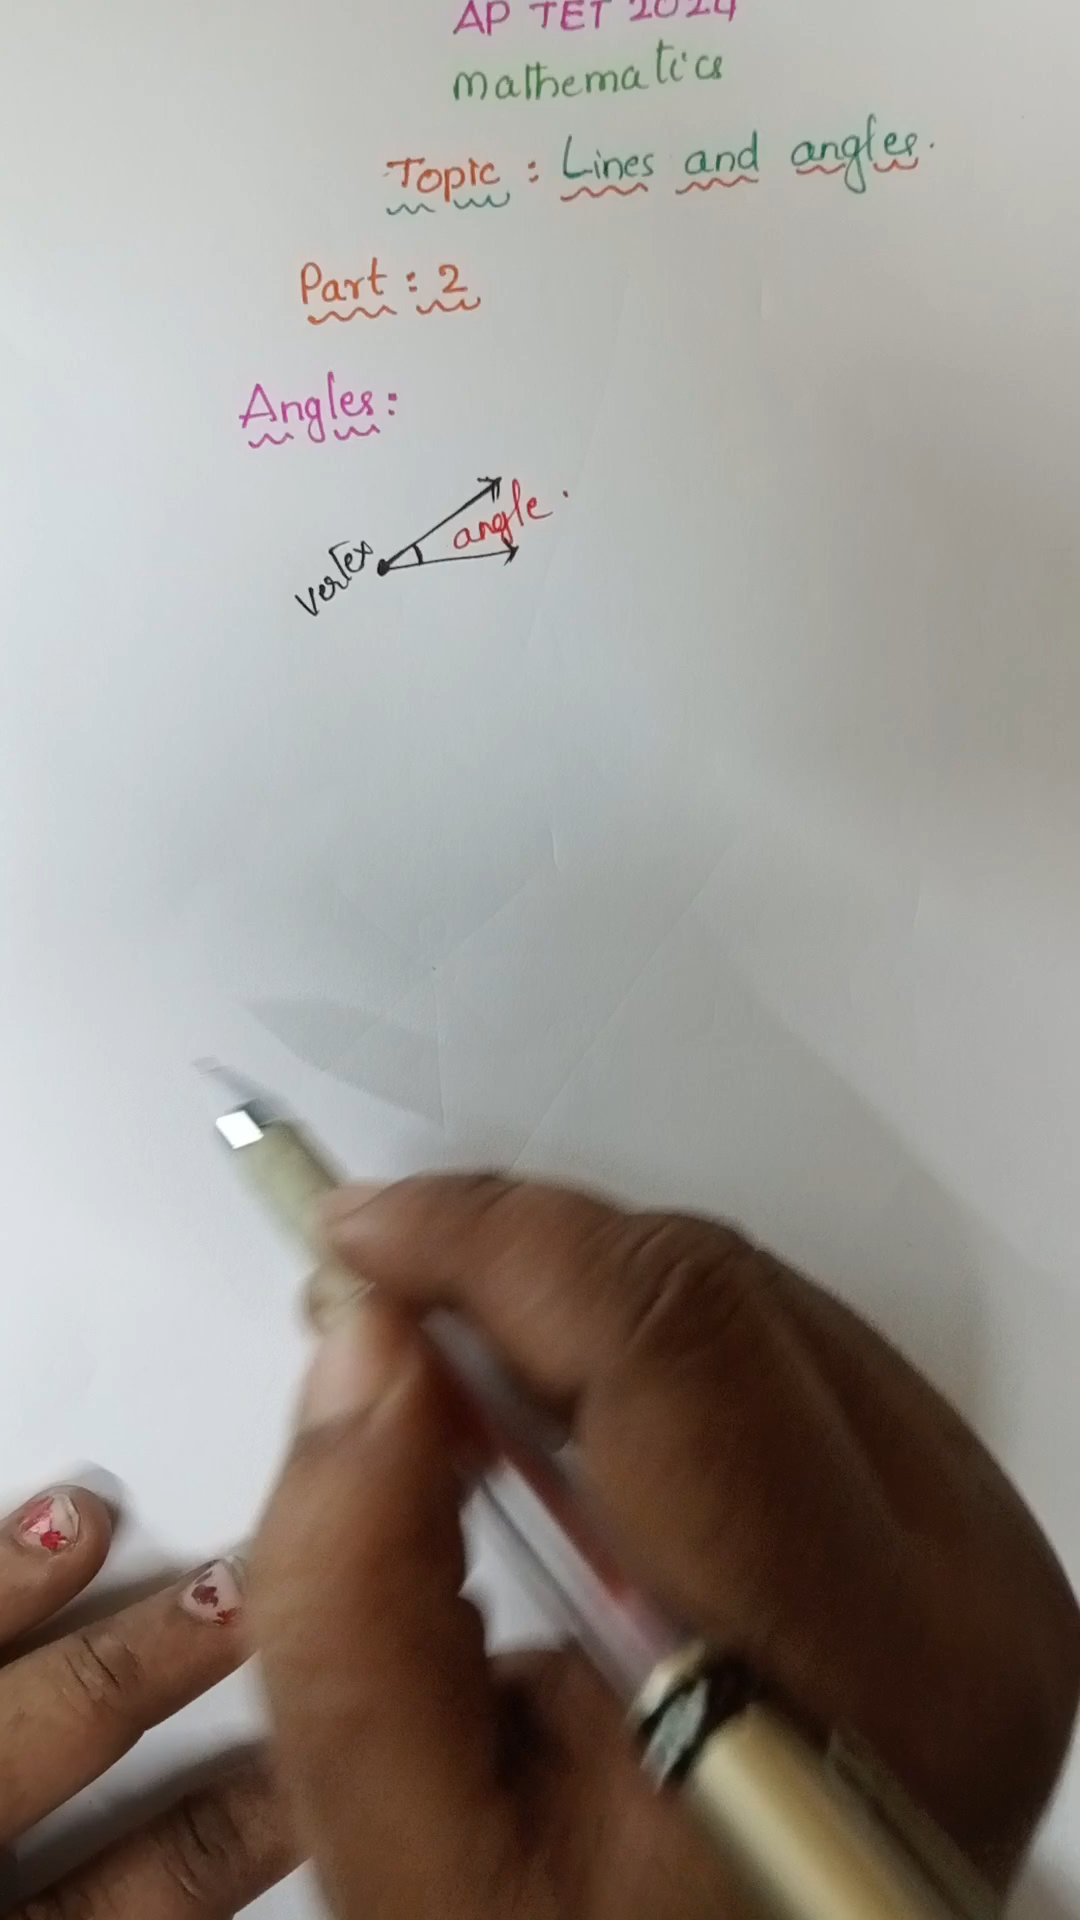 AP TET 2024
Mathematics
Topic : Lines and angles.
Part : 2
Angles:
angle.
vertex